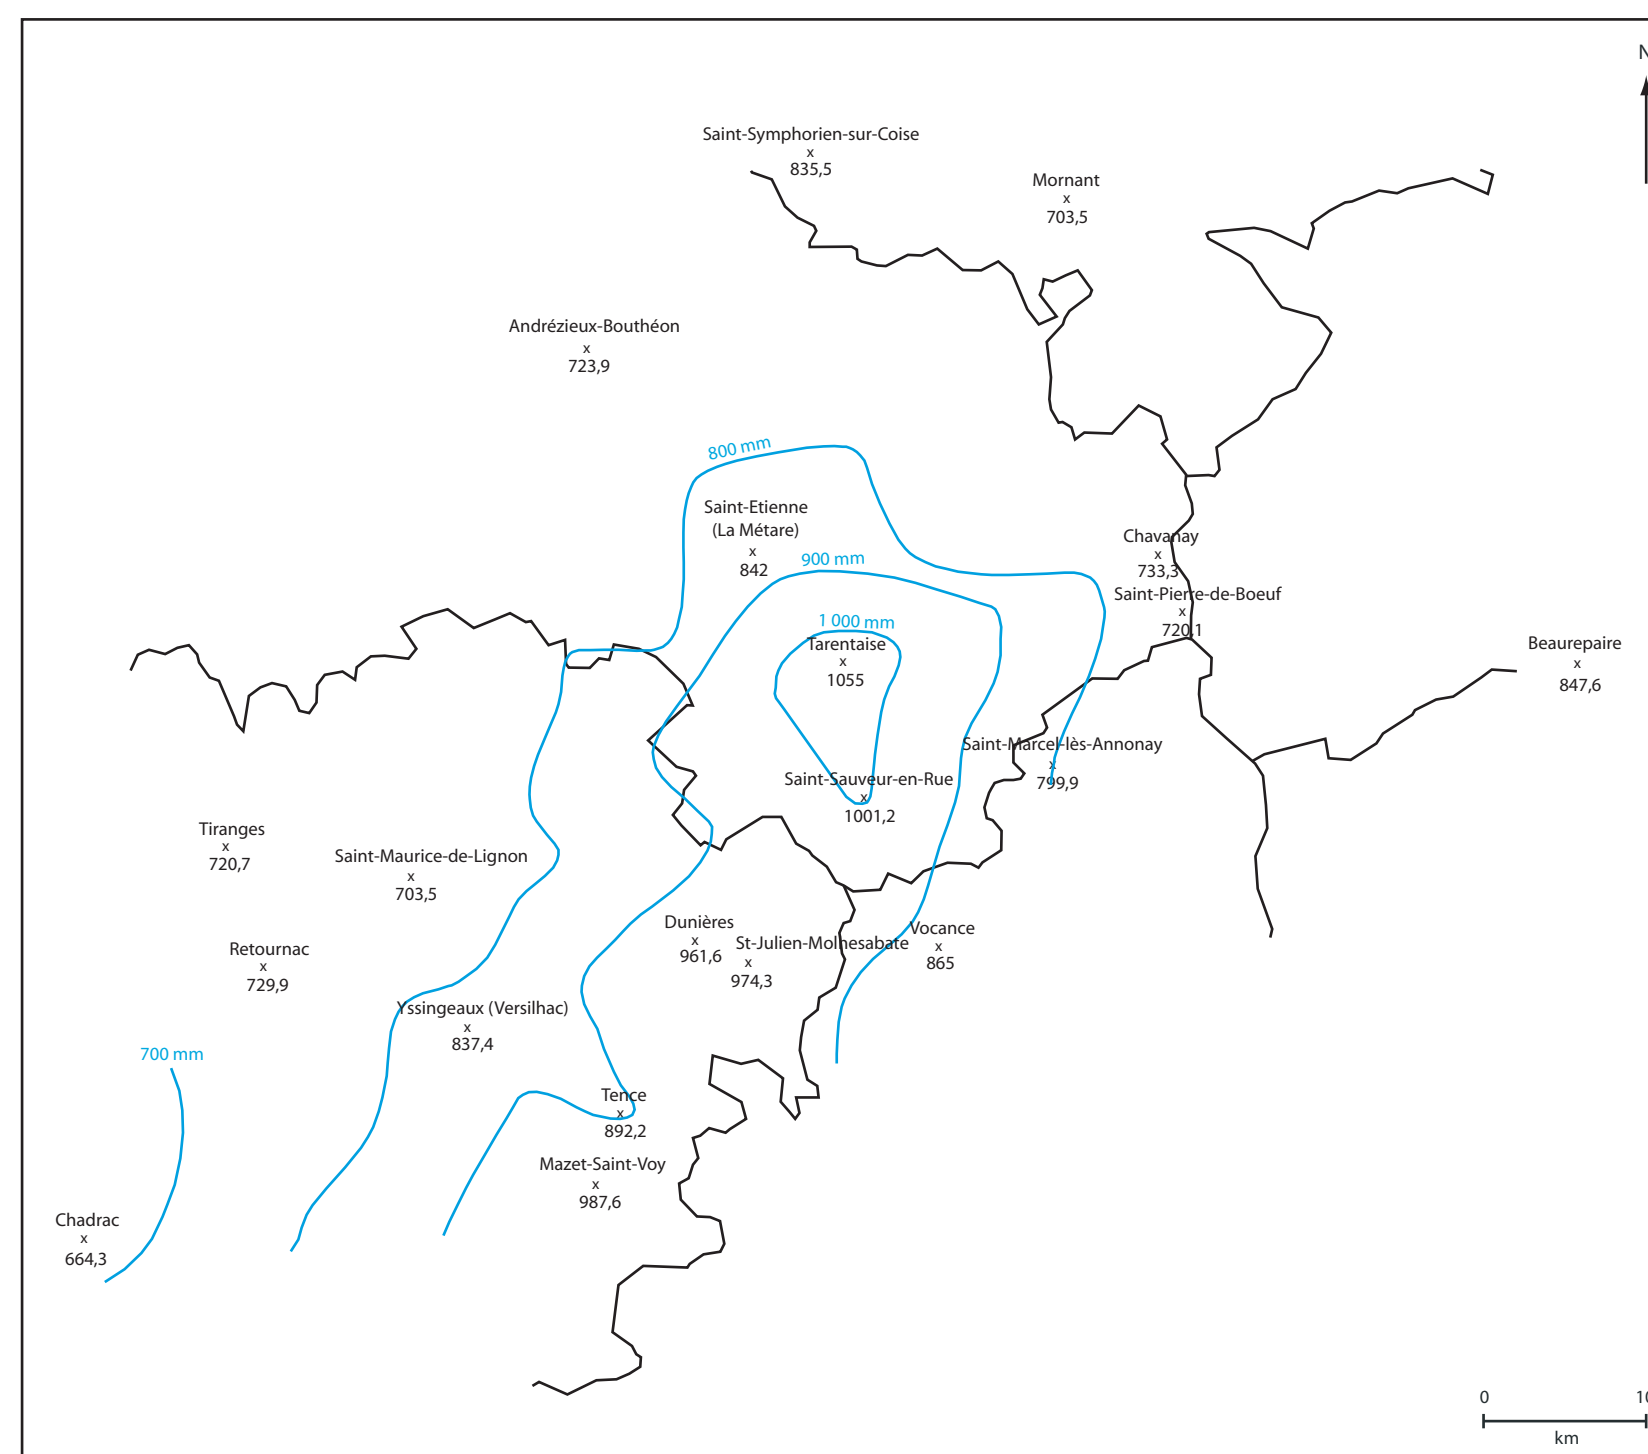 N
Saint-Symphorien-sur-Coise
x
835,5
Mornant
x
703,5
Andrézieux-Bouthéon
x
723,9
800 mm
Saint-Etienne
(La Métare)
x
842
900 mm
Chavanay
x
733,3
Saint-Pierre-de-Boeuf
x
720,1
1 000 mm
Tarentaise
x
1055
Beaurepaire
x
847,6
Saint-Marcel-lès-Annonay
x
799,9
Saint-Sauveur-en-Rue
x
1001,2
Tiranges
x
720,7
Saint-Maurice-de-Lignon
x
703,5
Retournac
x
729,9
Dunières
x
961,6
St-Julien-Molhesabate
x
974,3
Vocance
x
865
Yssingeaux (Versilhac)
x
837,4
700 mm
Tence
x
892,2
Mazet-Saint-Voy
x
987,6
Chadrac
x
664,3
0 10
km